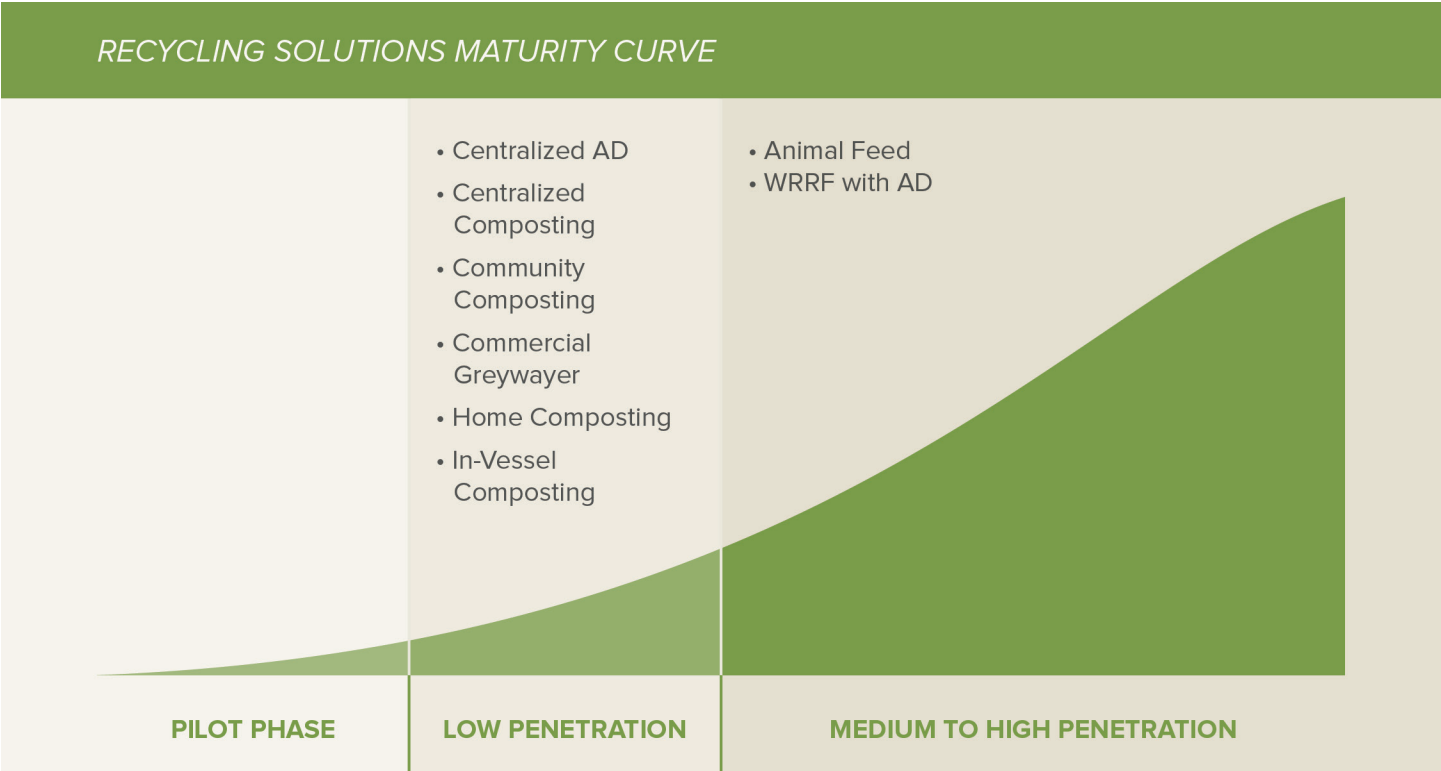 RECYCLING SOLUTIONS MATURITY CURVE
• Centralized AD
• Centralized
Composting
• Community
Composting
• Commercial
Greywayer
• Home Composting
• In-Vessel
Composting
• Animal Feed
• WRRF with AD
PILOT PHASE
LOW PENETRATION
MEDIUM TO HIGH PENETRATION